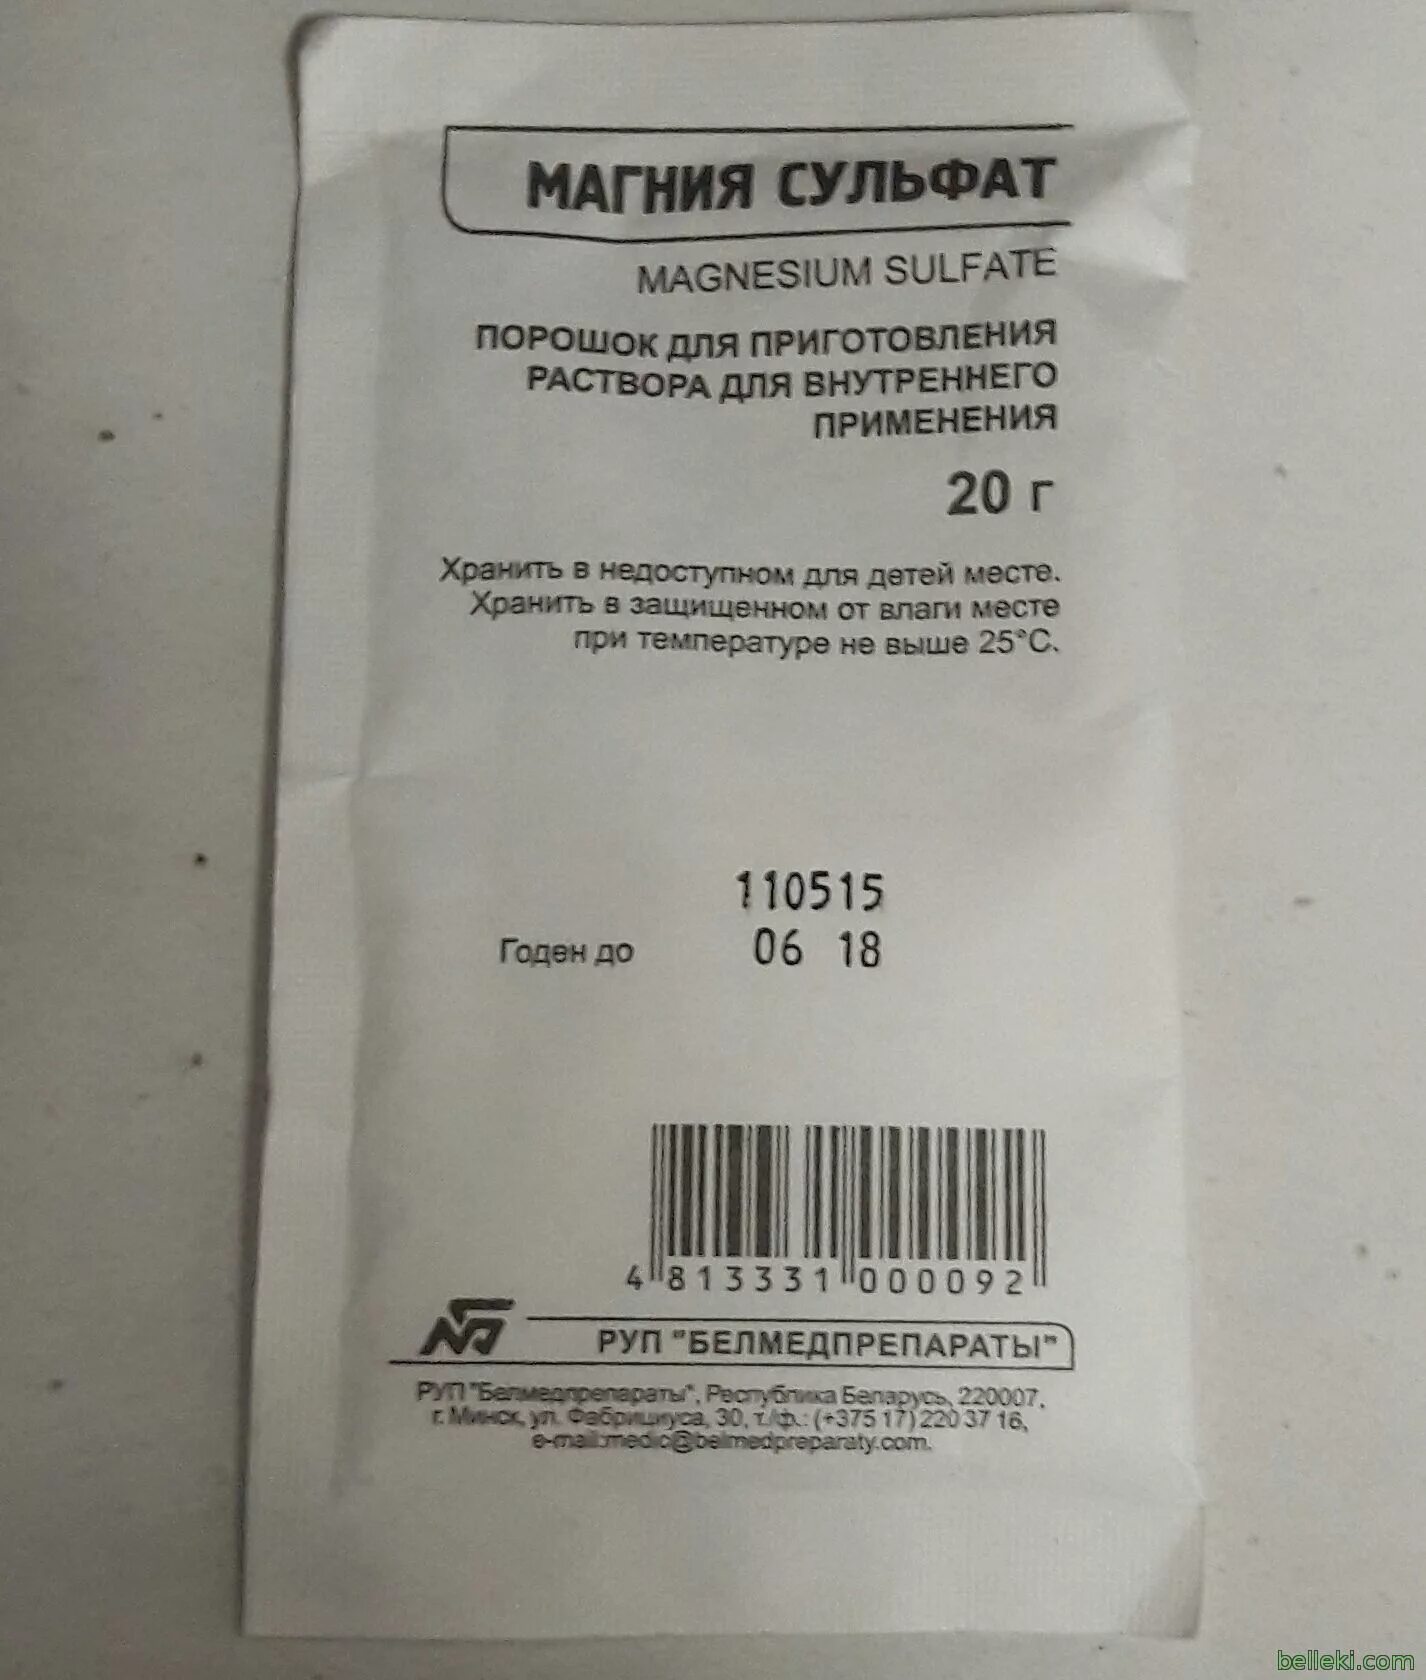 МАГНИЯ СУЛЬФАТ
MAGNESIUM SULFATE
ПОРОШОК ДЛЯ ПРИГОТОВЛЕНИЯ
РАСТВОРА ДЛЯ ВНУТРЕННЕГО
ПРИМЕНЕНИЯ
20 г
Хранить в недоступном для детей месте.
Хранить в защищенном от влаги месте
при температуре не выше 25°С.
110515
Годен до 06 18
4 813331 000092
РУП "БЕЛМЕДПРЕПАРАТЫ"
РУП "Белмедпрепараты", Республика Беларусь, 220007,
г. Минск, ул. Фабрициуса, 30, т./ф.: (+375 17) 220 37 16,
e-mail:medic@belmedpreparaty.com.
belleki.com